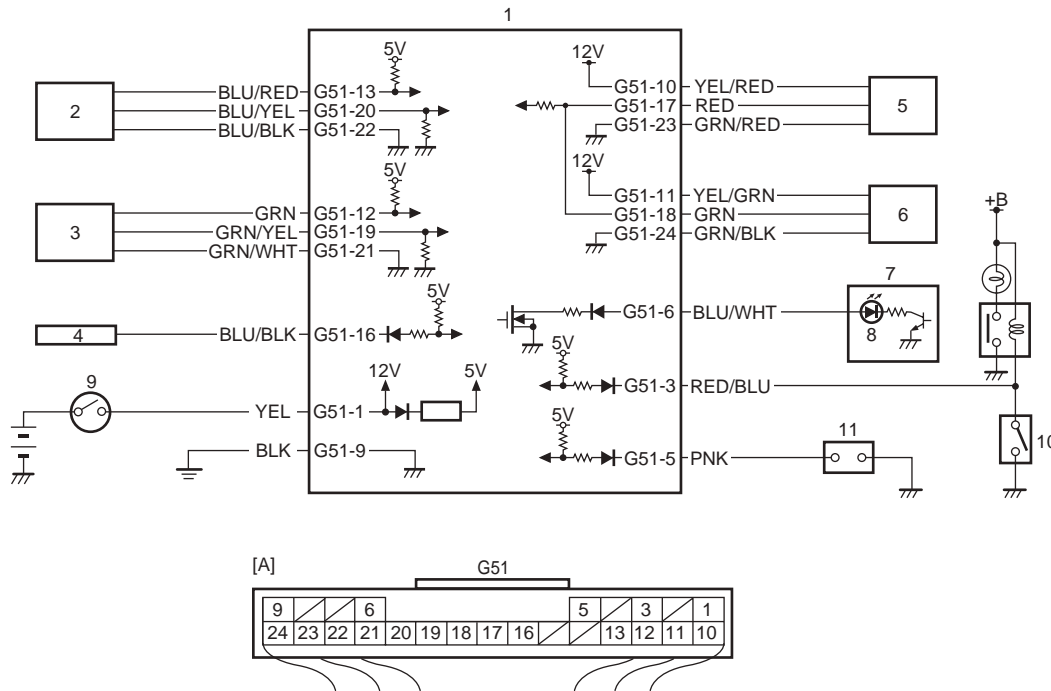 1
5V
12V
BLU/RED G51-13
G51-10 YEL/RED
2
BLU/YEL G51-20
G51-17 RED
5
BLU/BLK G51-22
G51-23 GRN/RED
5V
12V
G51-11 YEL/GRN
GRN G51-12
G51-18 GRN
6
+B
3
GRN/YEL G51-19
G51-24 GRN/BLK
GRN/WHT G51-21
7
5V
4
BLU/BLK G51-16
G51-6 BLU/WHT
8
5V
9
12V
5V
G51-3 RED/BLU
YEL G51-1
5V
11
10
BLK G51-9
G51-5 PNK
[A]
G51
9 6 5 3 1
24 23 22 21 20 19 18 17 16 13 12 11 10